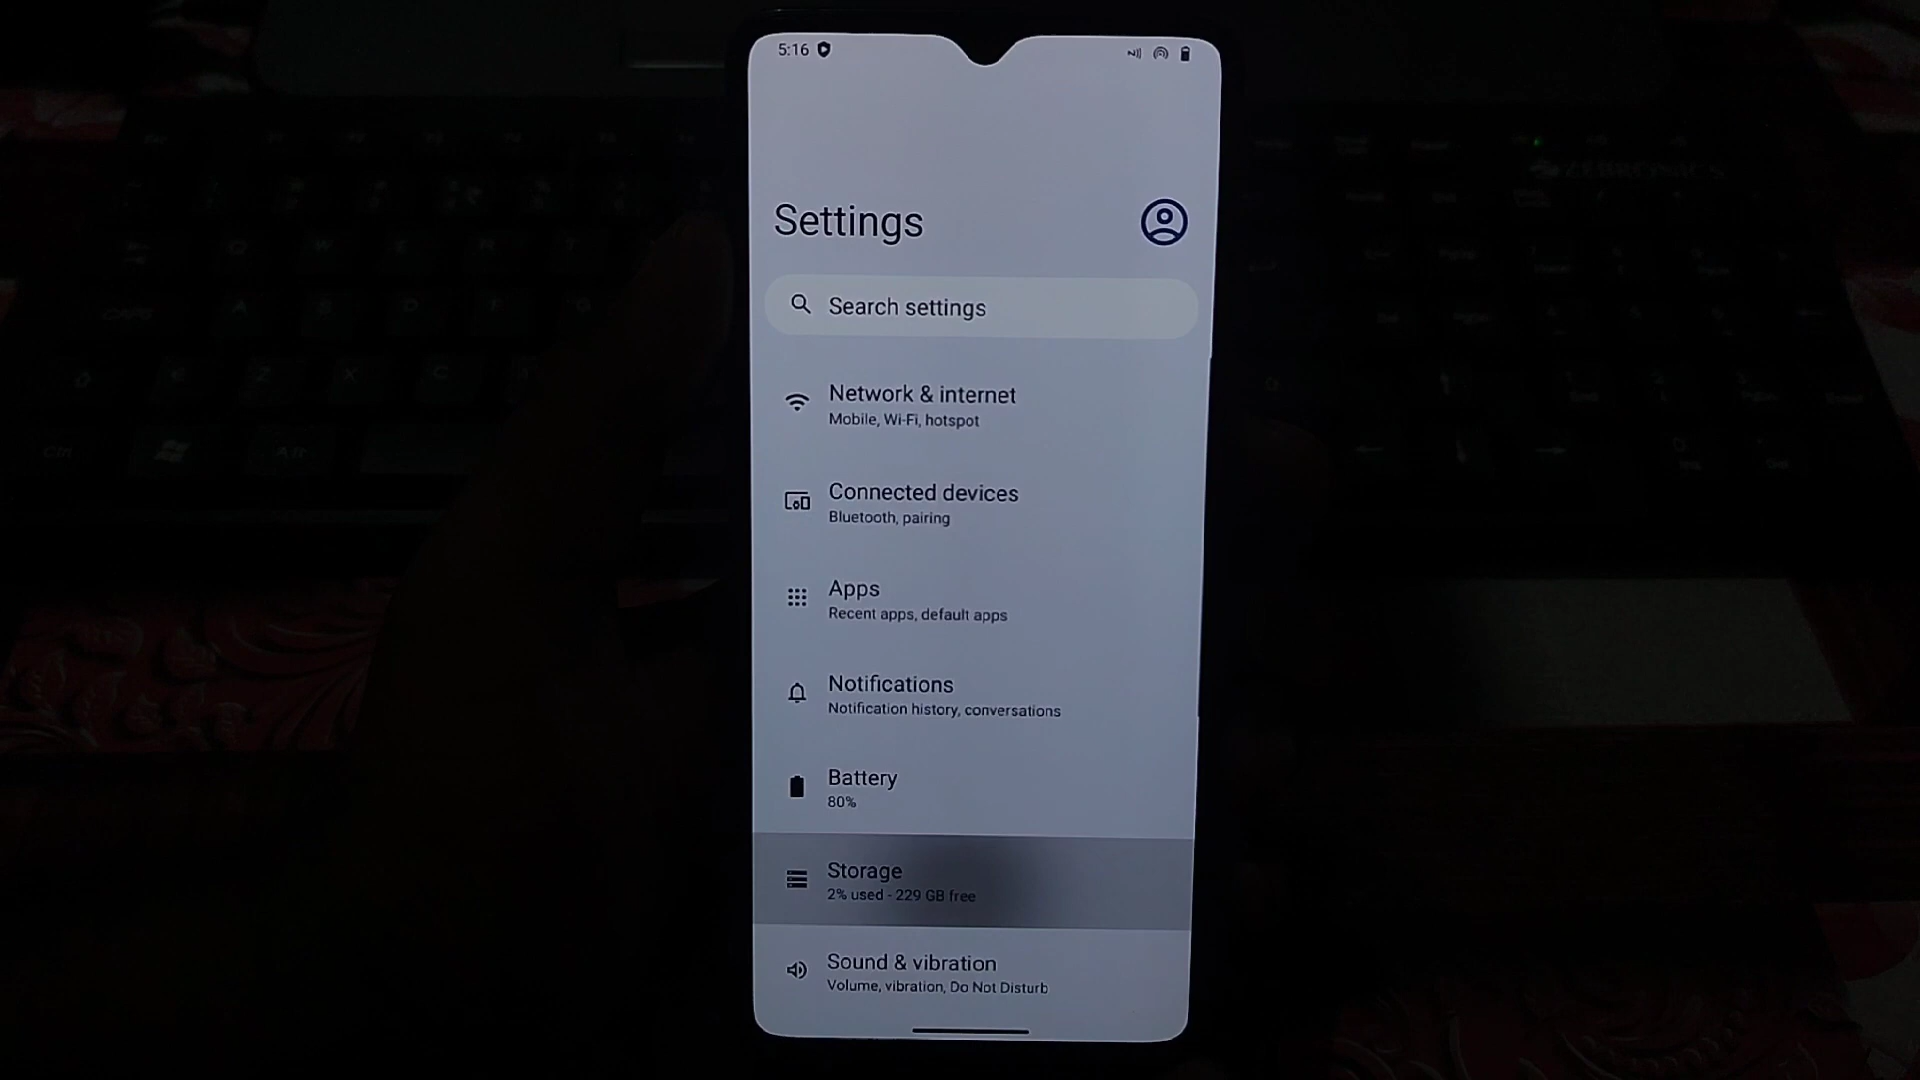 5:16
Settings
Search settings
Network & internet
Mobile, Wi-Fi, hotspot
Connected devices
Bluetooth, pairing
Apps
Recent apps, default apps
Notifications
Notification history, conversations
Battery
80%
Storage
2% used - 229 GB free
Sound & vibration
Volume, vibration, Do Not Disturb
ZEBRONICS